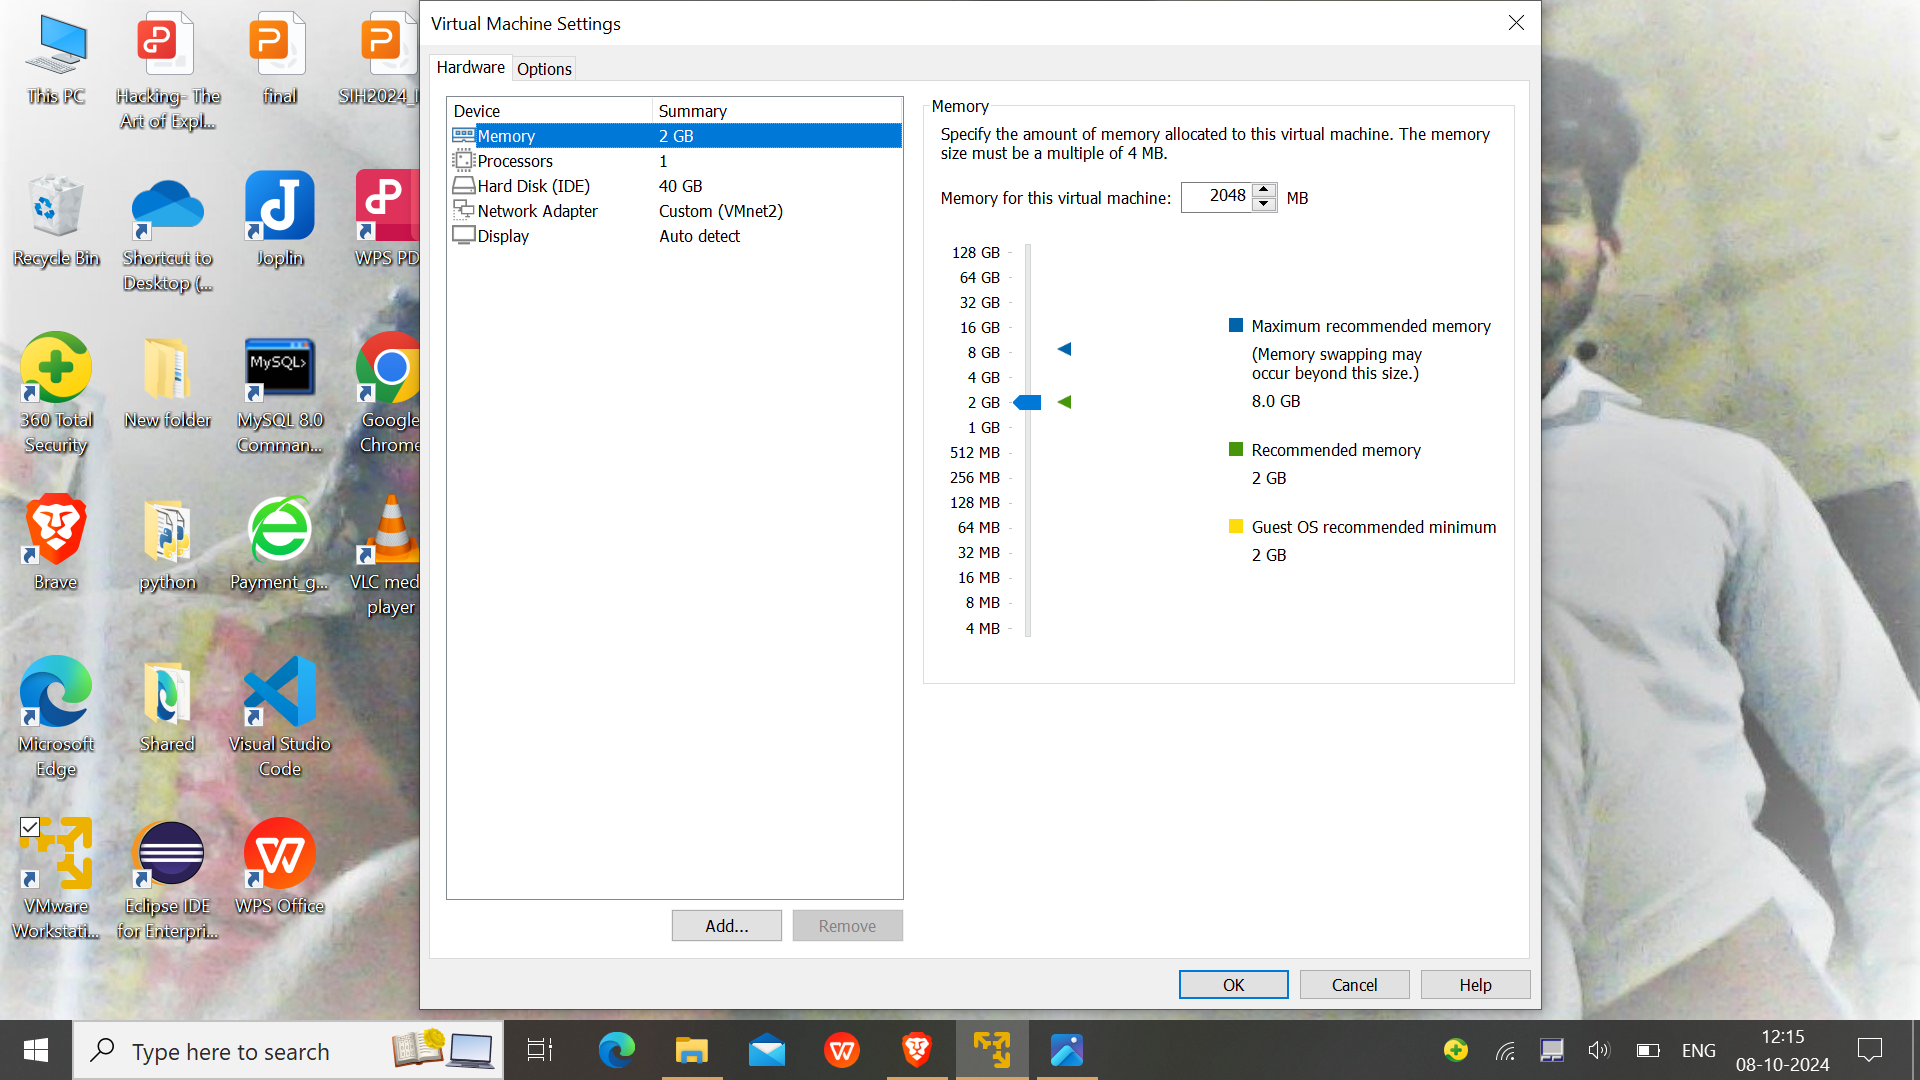 Virtual Machine Settings
Hardware
Options
Device Summary
Memory 2 GB
Processors 1
Hard Disk (IDE) 40 GB
Network Adapter Custom (VMnet2)
Display Auto detect
Add...
Remove
Memory
Specify the amount of memory allocated to this virtual machine. The memory
size must be a multiple of 4 MB.
Memory for this virtual machine: 2048 MB
128 GB
64 GB
32 GB
16 GB
8 GB
4 GB
2 GB
1 GB
512 MB
256 MB
128 MB
64 MB
32 MB
16 MB
8 MB
4 MB
Maximum recommended memory
(Memory swapping may
occur beyond this size.)
8.0 GB
Recommended memory
2 GB
Guest OS recommended minimum
2 GB
OK
Cancel
Help
This PC
Hacking- The
Art of Expl...
final
SIH2024_
Recycle Bin
Shortcut to
Desktop (...
Joplin
WPS PD
360 Total
Security
New folder
MySQL>
MySQL 8.0
Comman...
Google
Chrome
Brave
python
Payment_g...
VLC med
player
Microsoft
Edge
Shared
Visual Studio
Code
VMware
Workstati...
Eclipse IDE
for Enterpri...
WPS Office
Type here to search
ENG
12:15
08-10-2024